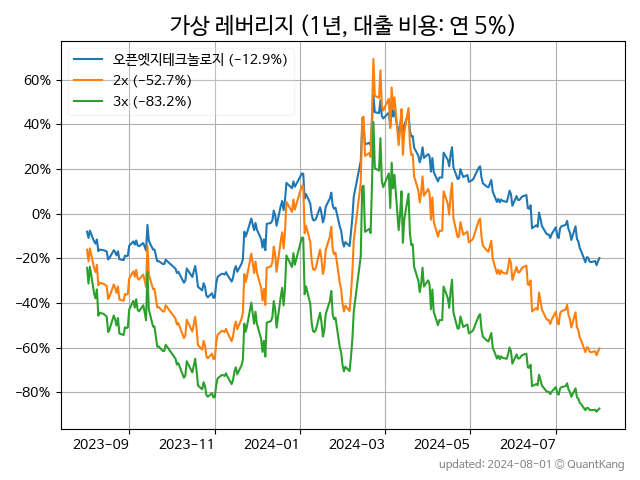 가상 레버리지 (1년, 대출 비용: 연 5%)
오픈엣지테크놀로지 (-12.9%)
2x (-52.7%)
3x (-83.2%)
60%
40%
20%
0%
−20%
−40%
−60%
−80%
2023-09
2023-11
2024-01
2024-03
2024-05
2024-07
updated: 2024-08-01 © QuantKang